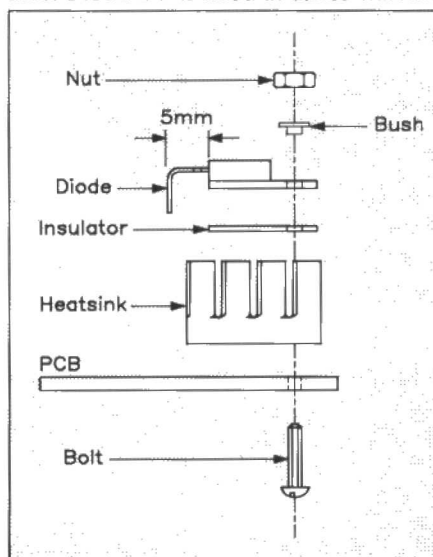 Nut
Bush
5mm
Diode
Insulator
Heatsink
PCB
Bolt